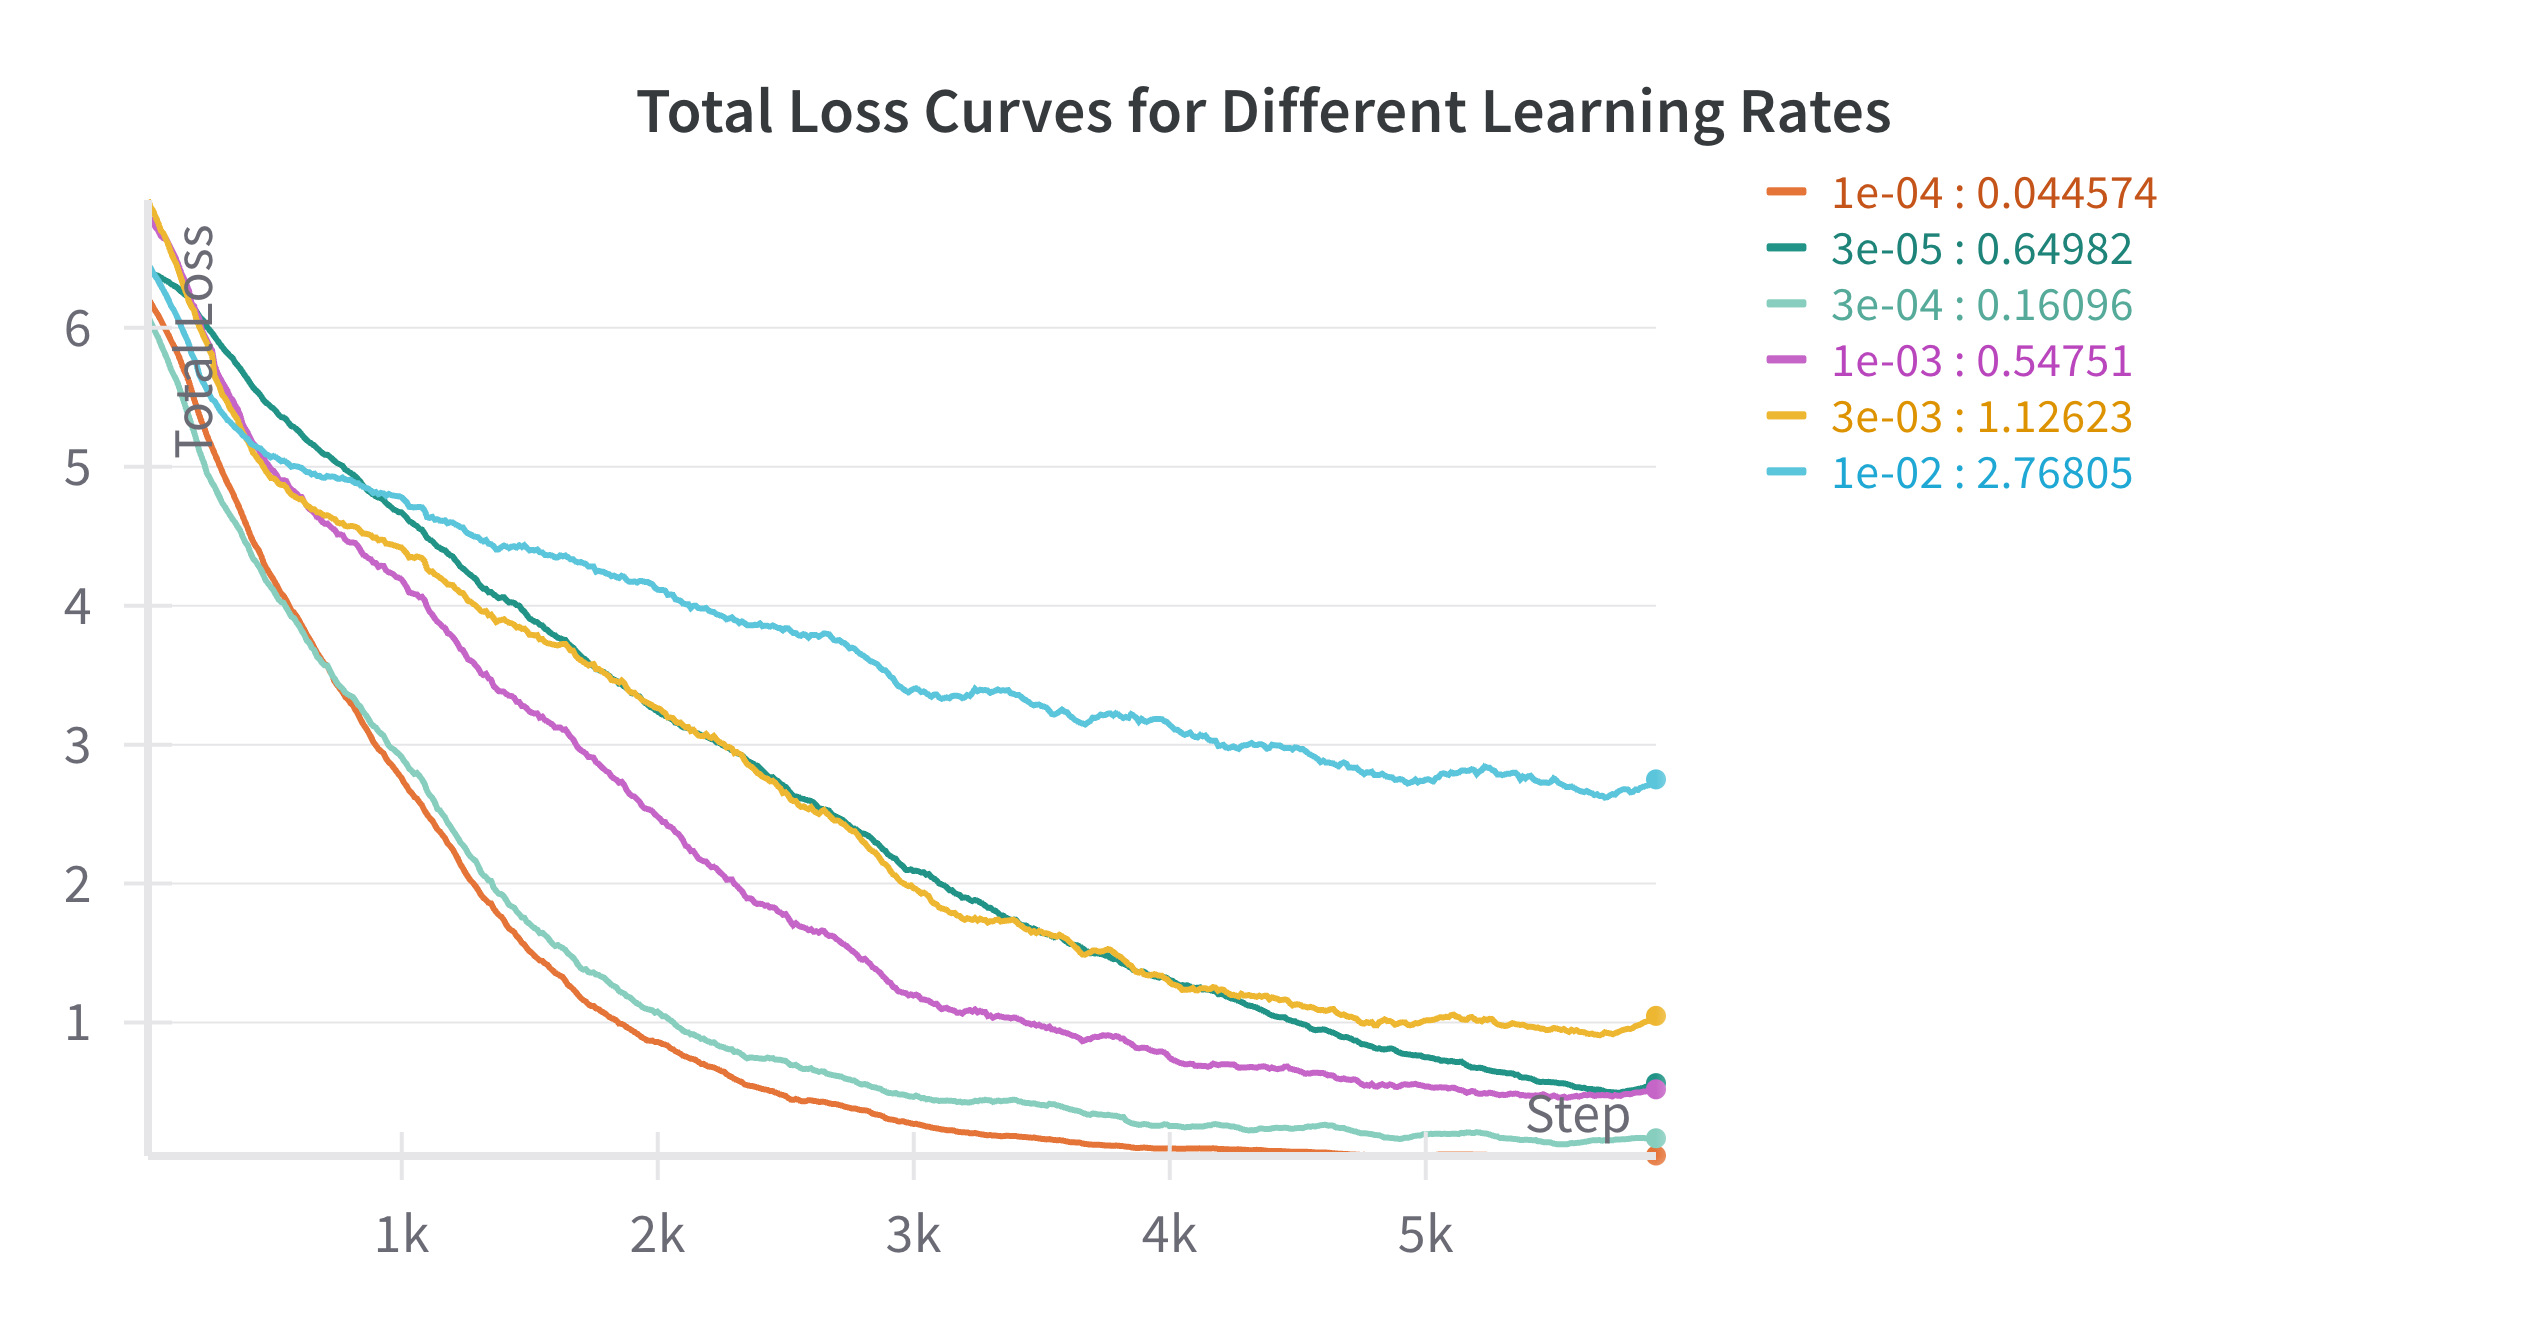 Total Loss Curves for Different Learning Rates
1e-04 : 0.044574
3e-05 : 0.64982
3e-04 : 0.16096
1e-03 : 0.54751
3e-03 : 1.12623
1e-02 : 2.76805
Total Loss
6
5
4
3
2
1
Step
1k
2k
3k
4k
5k